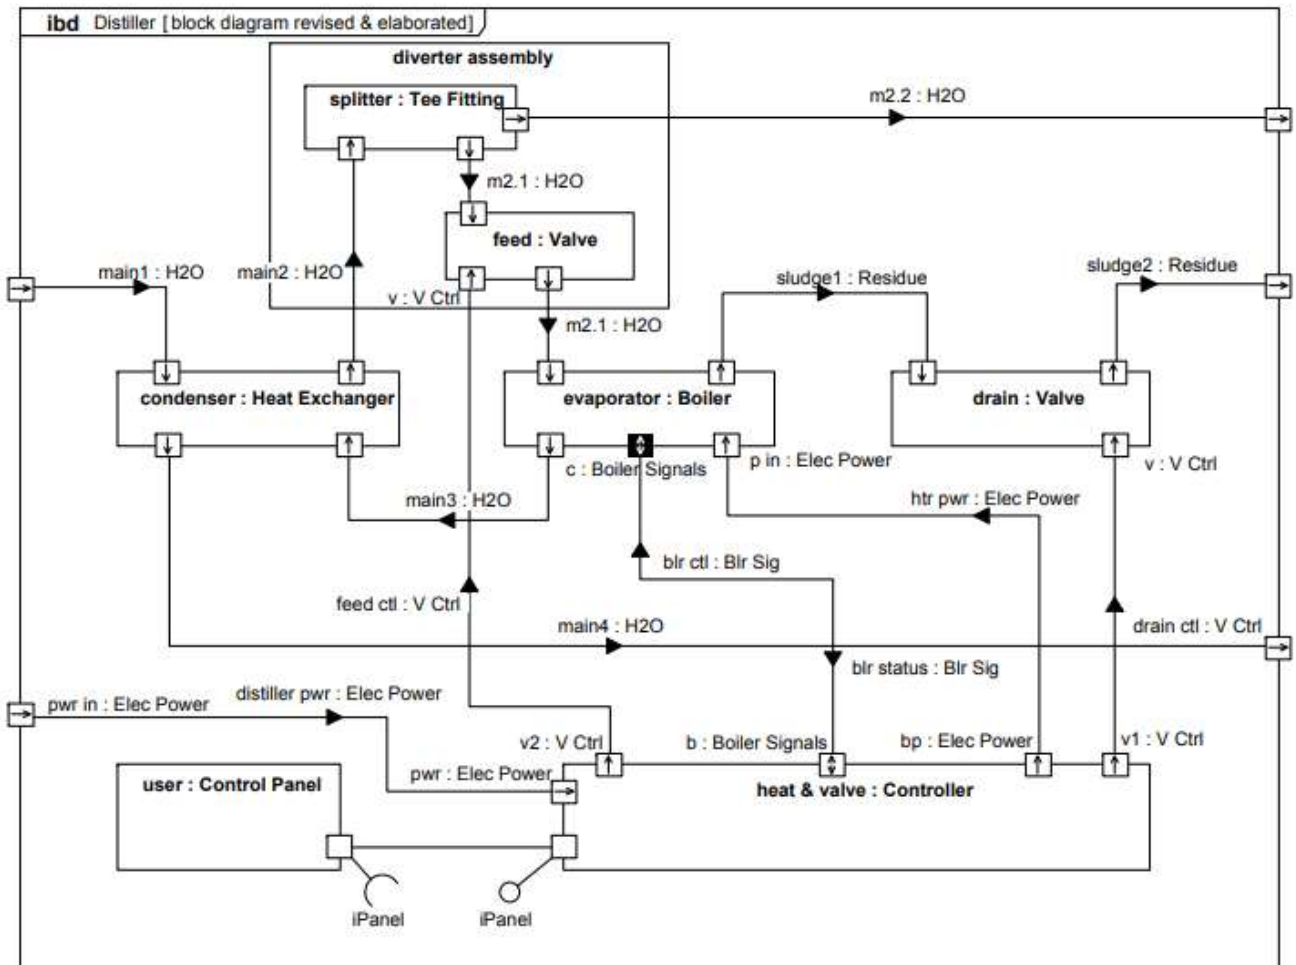 ibd Distiller [ block diagram revised & elaborated]
diverter assembly
splitter : Tee Fitting
m2.2 : H2O
m2.1 : H2O
feed : Valve
main1 : H2O
main2 : H2O
v : V Ctrl
m2.1 : H2O
sludge1 : Residue
sludge2 : Residue
condenser : Heat Exchanger
evaporator : Boiler
drain : Valve
c : Boiler Signals
p in : Elec Power
v : V Ctrl
main3 : H2O
htr pwr : Elec Power
blr ctl : Blr Sig
feed ctl : V Ctrl
main4 : H2O
drain ctl : V Ctrl
blr status : Blr Sig
pwr in : Elec Power
distiller pwr : Elec Power
v2 : V Ctrl
b : Boiler Signals
bp : Elec Power
v1 : V Ctrl
user : Control Panel
pwr : Elec Power
heat & valve : Controller
iPanel
iPanel